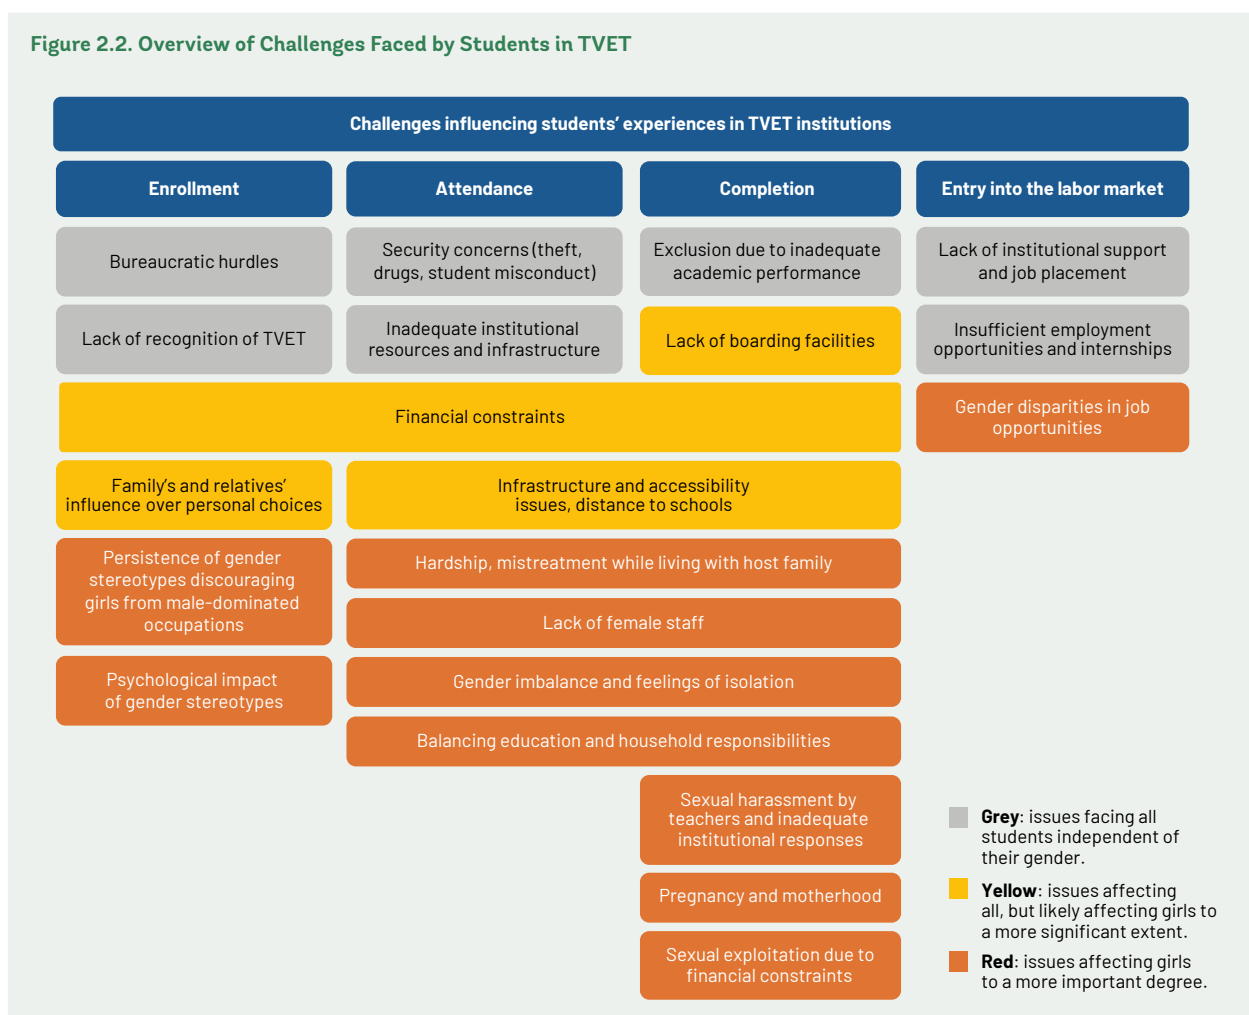 Figure 2.2. Overview of Challenges Faced by Students in TVET
Challenges influencing students’ experiences in TVET institutions
Enrollment
Attendance
Completion
Entry into the labor market
Bureaucratic hurdles
Security concerns (theft,
drugs, student misconduct)
Exclusion due to inadequate
academic performance
Lack of institutional support
and job placement
Lack of recognition of TVET
Inadequate institutional
resources and infrastructure
Lack of boarding facilities
Insufficient employment
opportunities and internships
Financial constraints
Gender disparities in job
opportunities
Family’s and relatives’
influence over personal choices
Infrastructure and accessibility
issues, distance to schools
Persistence of gender
stereotypes discouraging
girls from male-dominated
occupations
Hardship, mistreatment while living with host family
Lack of female staff
Psychological impact
of gender stereotypes
Gender imbalance and feelings of isolation
Balancing education and household responsibilities
Sexual harassment by
teachers and inadequate
institutional responses
Pregnancy and motherhood
Sexual exploitation due to
financial constraints
Grey: issues facing all
students independent of
their gender.
Yellow: issues affecting
all, but likely affecting girls to
a more significant extent.
Red: issues affecting girls
to a more important degree.